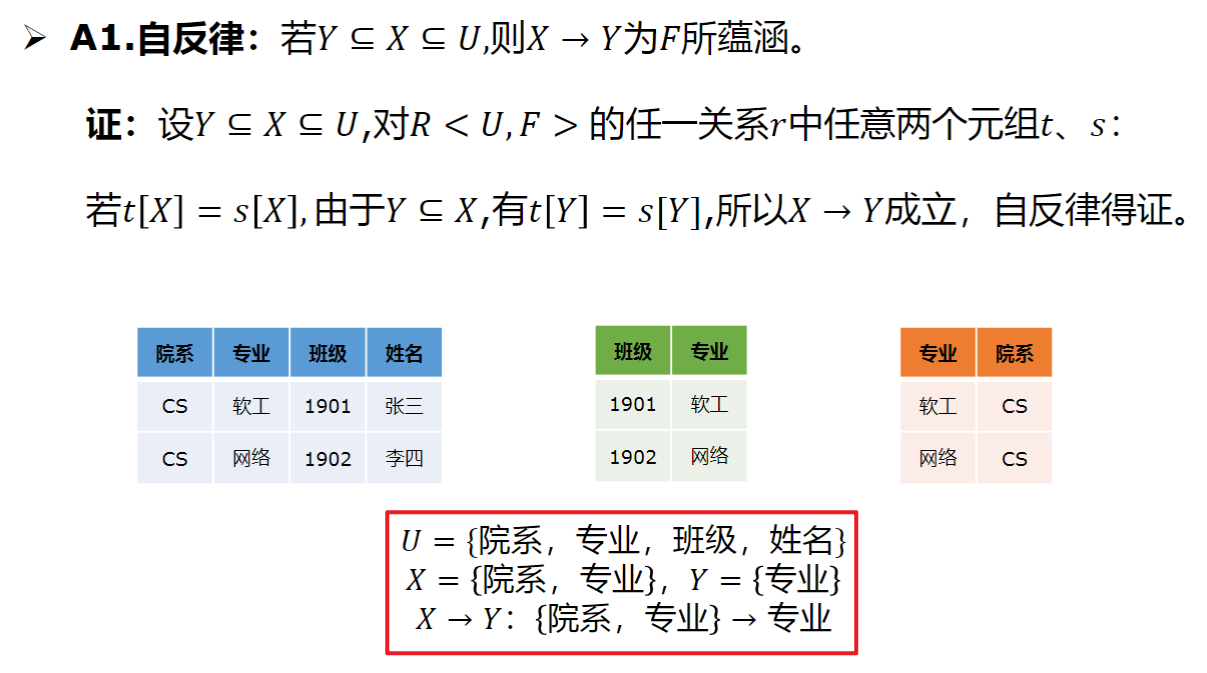 ➢ A1.自反律：若Y ⊆ X ⊆ U,则X → Y为F所蕴涵。
证：设Y ⊆ X ⊆ U,对R < U, F > 的任一关系r中任意两个元组t、s：
若t[X] = s[X], 由于Y ⊆ X,有t[Y] = s[Y],所以X → Y成立，自反律得证。
院系 专业 班级 姓名
CS 软工 1901 张三
CS 网络 1902 李四
班级 专业
1901 软工
1902 网络
专业 院系
软工 CS
网络 CS
U = {院系，专业，班级，姓名}
X = {院系，专业}，Y = {专业}
X → Y：{院系，专业} → 专业